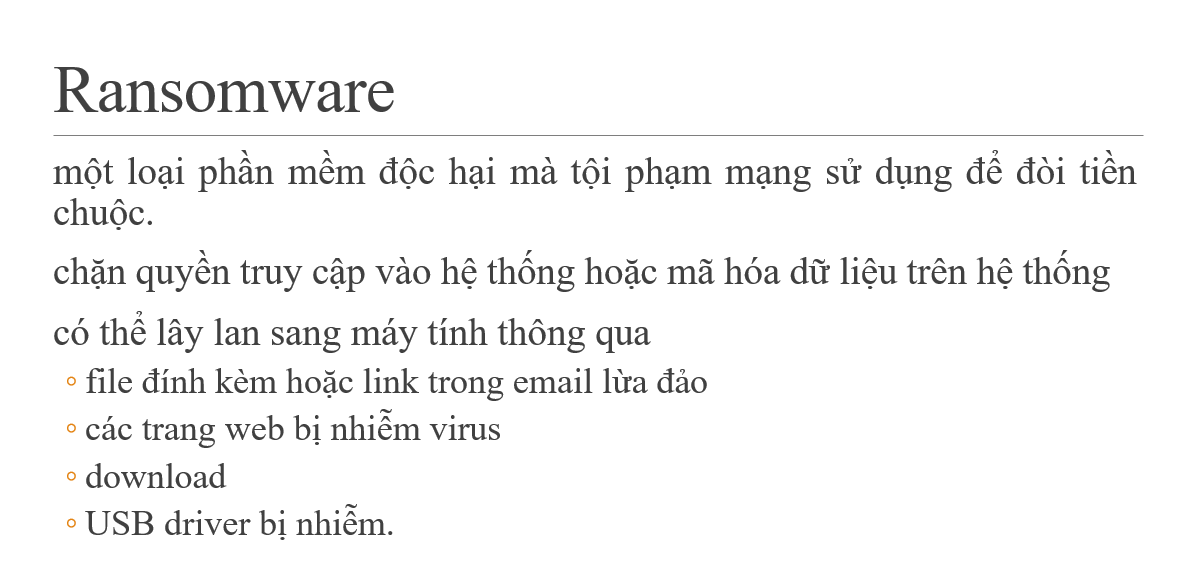 Ransomware
một loại phần mềm độc hại mà tội phạm mạng sử dụng để đòi tiền
chuộc.
chặn quyền truy cập vào hệ thống hoặc mã hóa dữ liệu trên hệ thống
có thể lây lan sang máy tính thông qua
◦ file đính kèm hoặc link trong email lừa đảo
◦ các trang web bị nhiễm virus
◦ download
◦ USB driver bị nhiễm.